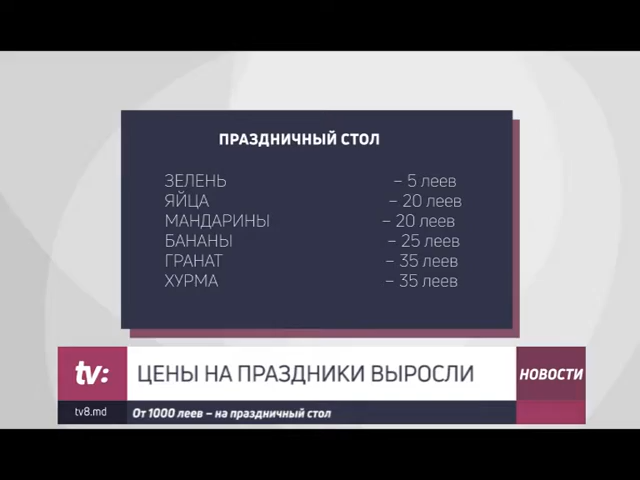 ПРАЗДНИЧНЫЙ СТОЛ
ЗЕЛЕНЬ – 5 леев
ЯЙЦА – 20 леев
МАНДАРИНЫ – 20 леев
БАНАНЫ – 25 леев
ГРАНАТ – 35 леев
ХУРМА – 35 леев
tv: ЦЕНЫ НА ПРАЗДНИКИ ВЫРОСЛИ НОВОСТИ
tv8.md От 1000 леев – на праздничный стол